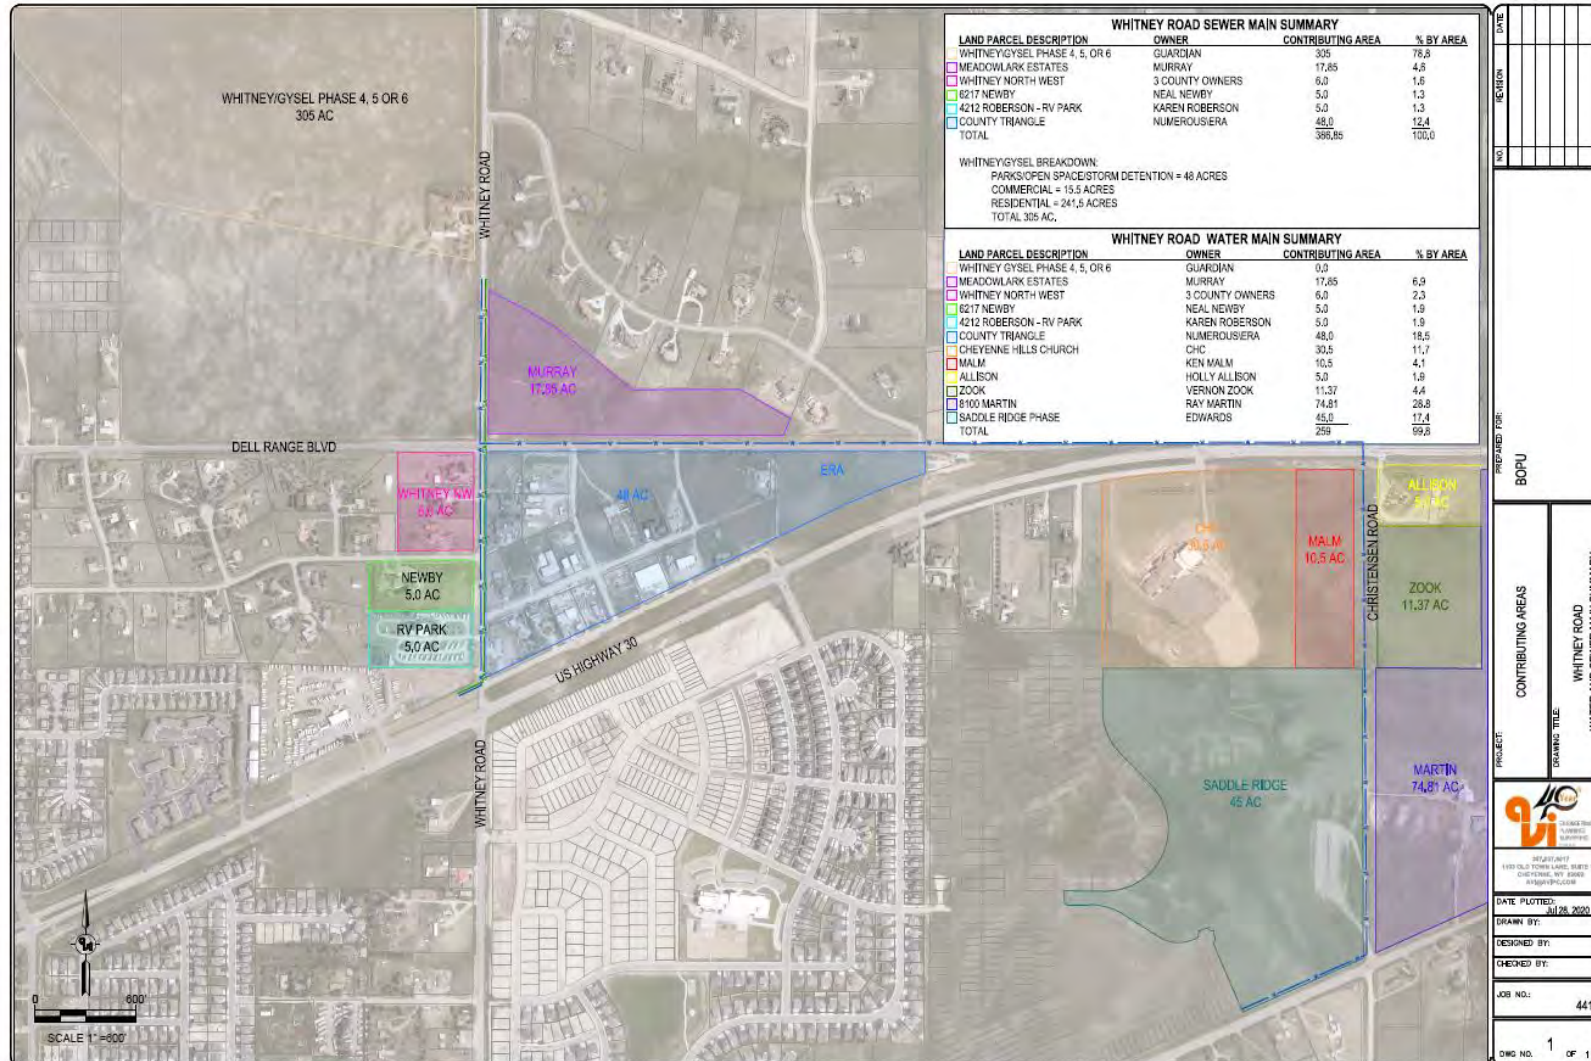 WHITNEY ROAD SEWER MAIN SUMMARY
LAND PARCEL DESCRIPTION OWNER CONTRIBUTING AREA % BY AREA
WHITNEY\GYSEL PHASE 4, 5, OR 6 GUARDIAN 305 78.8
MEADOWLARK ESTATES MURRAY 17.85 4.6
WHITNEY NORTH WEST 3 COUNTY OWNERS 6.0 1.6
6217 NEWBY NEAL NEWBY 5.0 1.3
4212 ROBERSON - RV PARK KAREN ROBERSON 5.0 1.3
COUNTY TRIANGLE NUMEROUS\ERA 48.0 12.4
TOTAL 386.85 100.0
WHITNEY\GYSEL BREAKDOWN:
PARKS/OPEN SPACE/STORM DETENTION = 48 ACRES
COMMERCIAL = 15.5 ACRES
RESIDENTIAL = 241.5 ACRES
TOTAL 305 AC.
WHITNEY ROAD WATER MAIN SUMMARY
LAND PARCEL DESCRIPTION OWNER CONTRIBUTING AREA % BY AREA
WHITNEY GYSEL PHASE 4, 5, OR 6 GUARDIAN 0.0
MEADOWLARK ESTATES MURRAY 17.85 6.9
WHITNEY NORTH WEST 3 COUNTY OWNERS 6.0 2.3
6217 NEWBY NEAL NEWBY 5.0 1.9
4212 ROBERSON - RV PARK KAREN ROBERSON 5.0 1.9
COUNTY TRIANGLE NUMEROUS\ERA 48.0 18.5
CHEYENNE HILLS CHURCH CHC 30.5 11.7
MALM KEN MALM 10.5 4.1
ALLISON HOLLY ALLISON 5.0 1.9
ZOOK VERNON ZOOK 11.37 4.4
8100 MARTIN RAY MARTIN 74.81 28.8
SADDLE RIDGE PHASE EDWARDS 45.0 17.4
TOTAL 259 99.8
WHITNEY/GYSEL PHASE 4, 5 OR 6
305 AC
WHITNEY ROAD
MURRAY
17.85 AC
DELL RANGE BLVD
WHITNEY NW
48 AC
ERA
NEWBY
5.0 AC
RV PARK
5.0 AC
US HIGHWAY 30
WHITNEY ROAD
CHC
MALM
10.5 AC
CHRISTENSEN ROAD
ALLISON
ZOOK
11.37 AC
SADDLE RIDGE
45 AC
MARTIN
74.81 AC
0 600'
SCALE 1" =600'
DATE
REVISION
NO.
PREPARED FOR:
BOPU
PROJECT:
CONTRIBUTING AREAS
DRAWING TITLE:
WHITNEY ROAD
avi
1103 OLD TOWN LANE, SUITE
DATE PLOTTED:
Jul 28, 2020
DRAWN BY:
DESIGNED BY:
CHECKED BY:
JOB NO.:
441
DWG NO. 1 OF 1